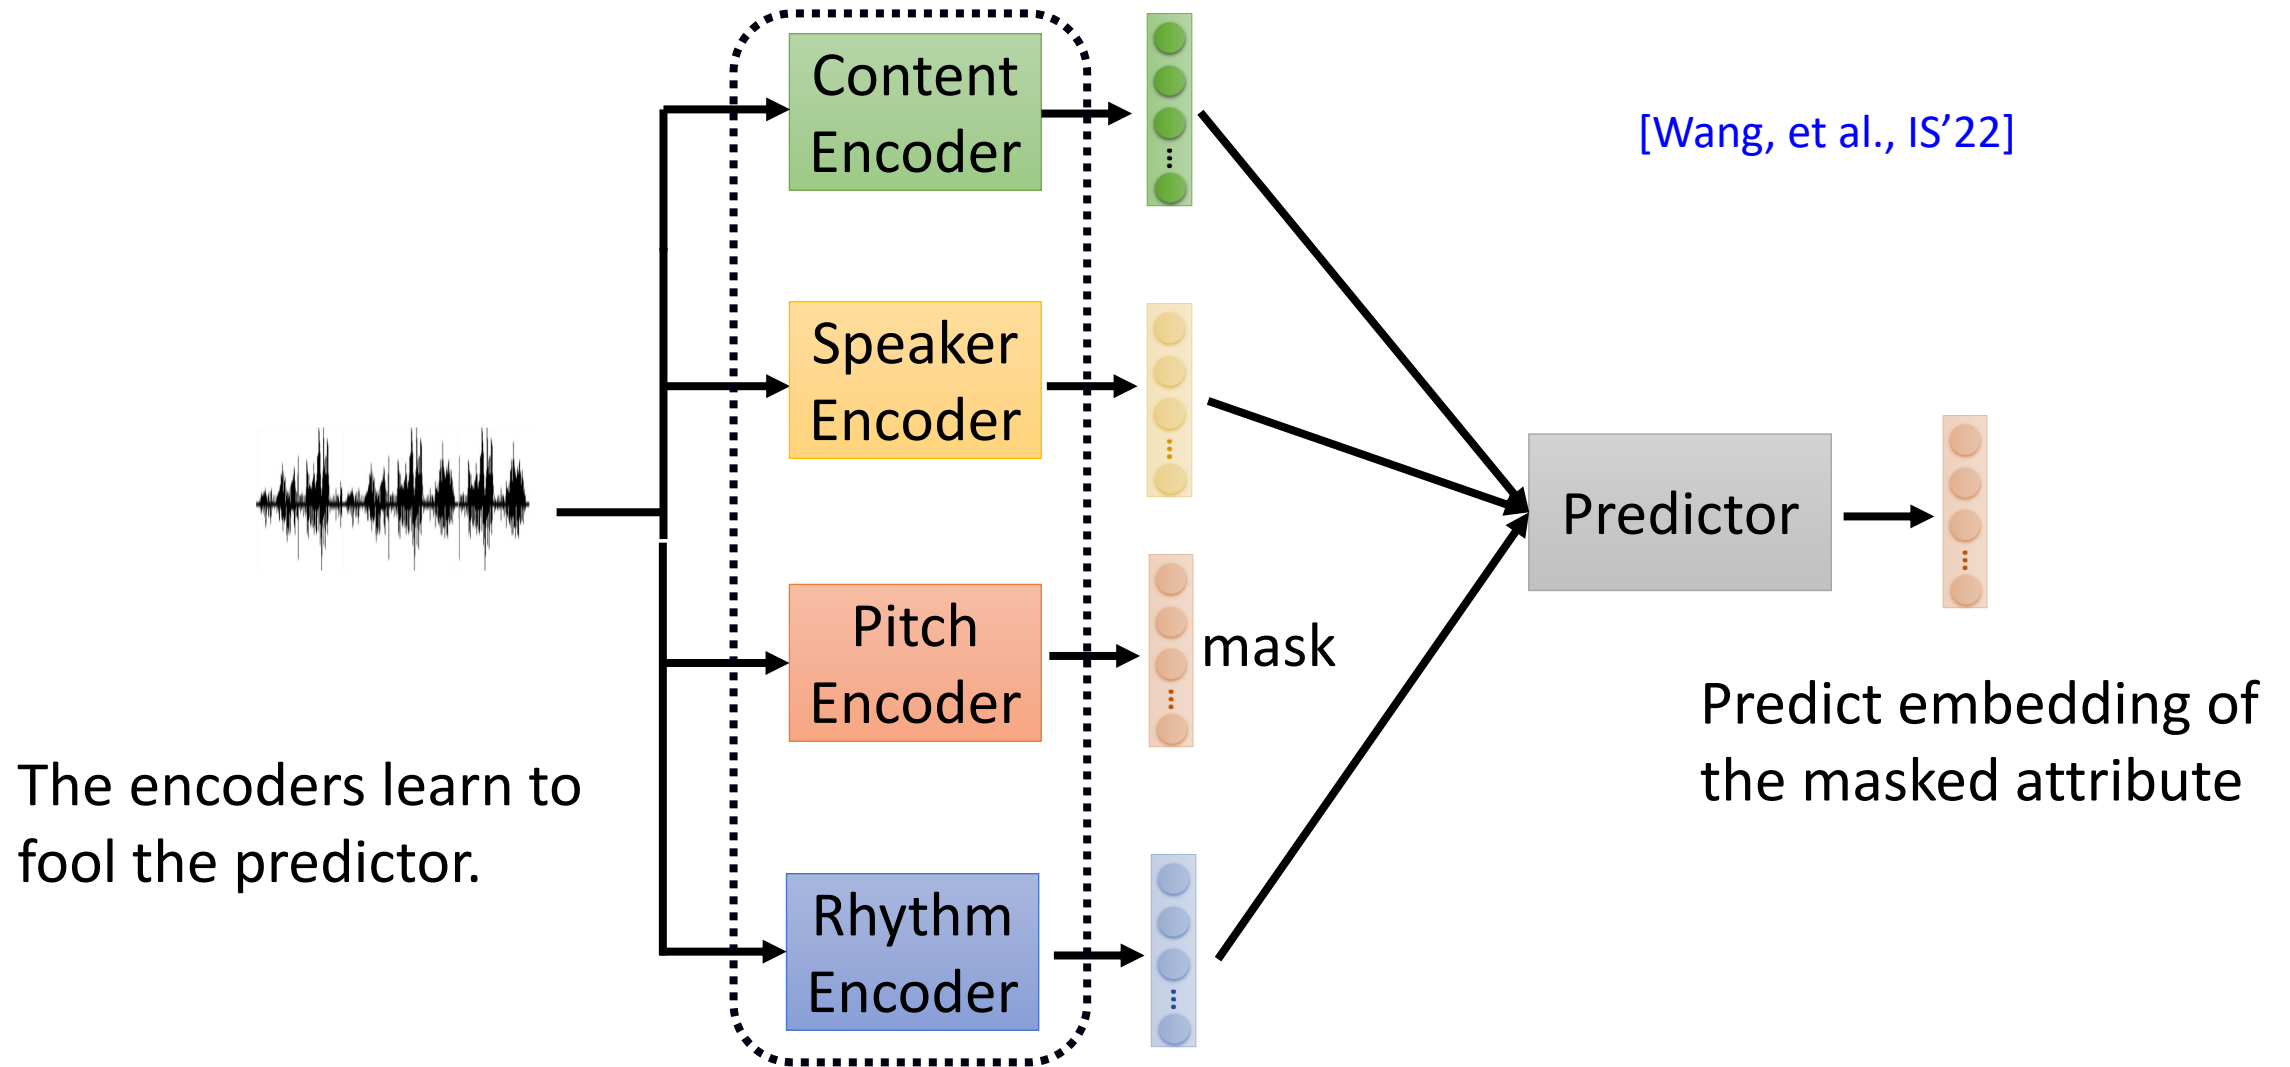 Content
Encoder
[Wang, et al., IS’22]
Speaker
Encoder
Predictor
Pitch
Encoder
mask
Predict embedding of
the masked attribute
The encoders learn to
fool the predictor.
Rhythm
Encoder